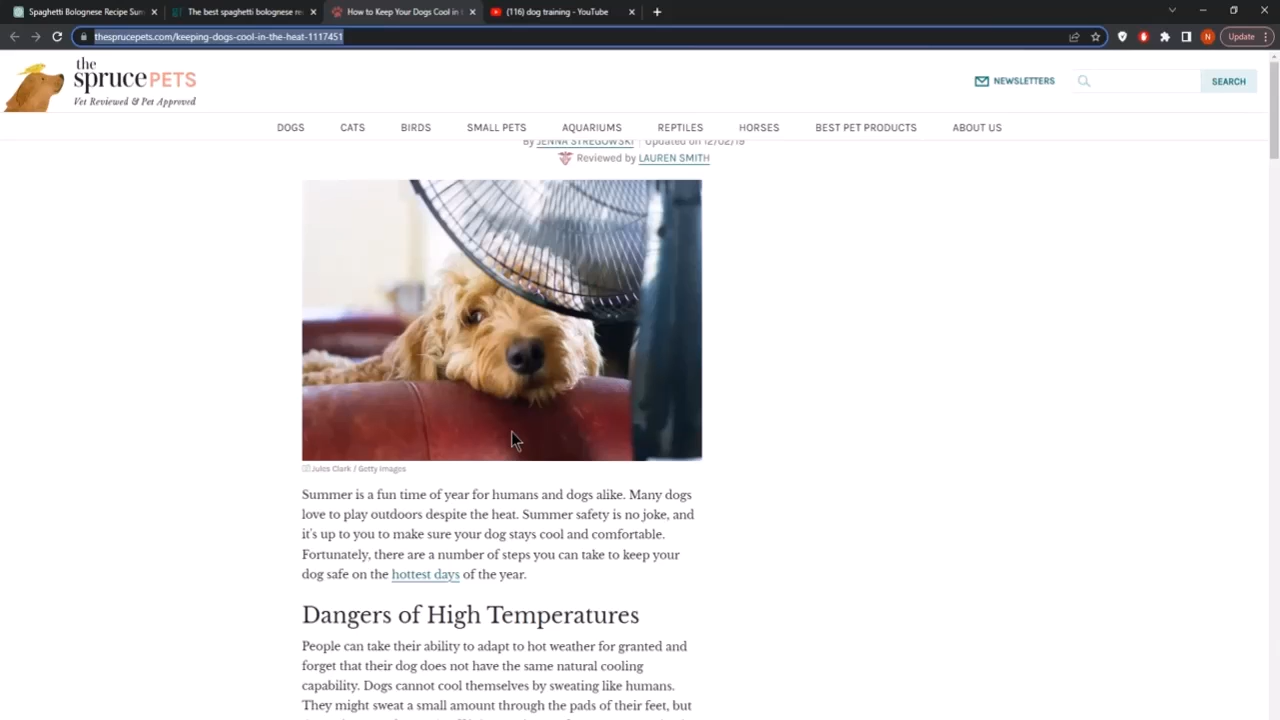 Spaghetti Bolognese Recipe Sum
The best spaghetti bolognese re
How to Keep Your Dogs Cool in
(116) dog training - YouTube
thesprucepets.com/keeping-dogs-cool-in-the-heat-1117451
N
Update
the
sprucePETS
Vet Reviewed & Pet Approved
NEWSLETTERS
SEARCH
DOGS
CATS
BIRDS
SMALL PETS
AQUARIUMS
REPTILES
HORSES
BEST PET PRODUCTS
ABOUT US
By JENNA STREGOWSKI | Updated on 12/02/19
Reviewed by LAUREN SMITH
Jules Clark / Getty Images
Summer is a fun time of year for humans and dogs alike. Many dogs
love to play outdoors despite the heat. Summer safety is no joke, and
it's up to you to make sure your dog stays cool and comfortable.
Fortunately, there are a number of steps you can take to keep your
dog safe on the hottest days of the year.
Dangers of High Temperatures
People can take their ability to adapt to hot weather for granted and
forget that their dog does not have the same natural cooling
capability. Dogs cannot cool themselves by sweating like humans.
They might sweat a small amount through the pads of their feet, but